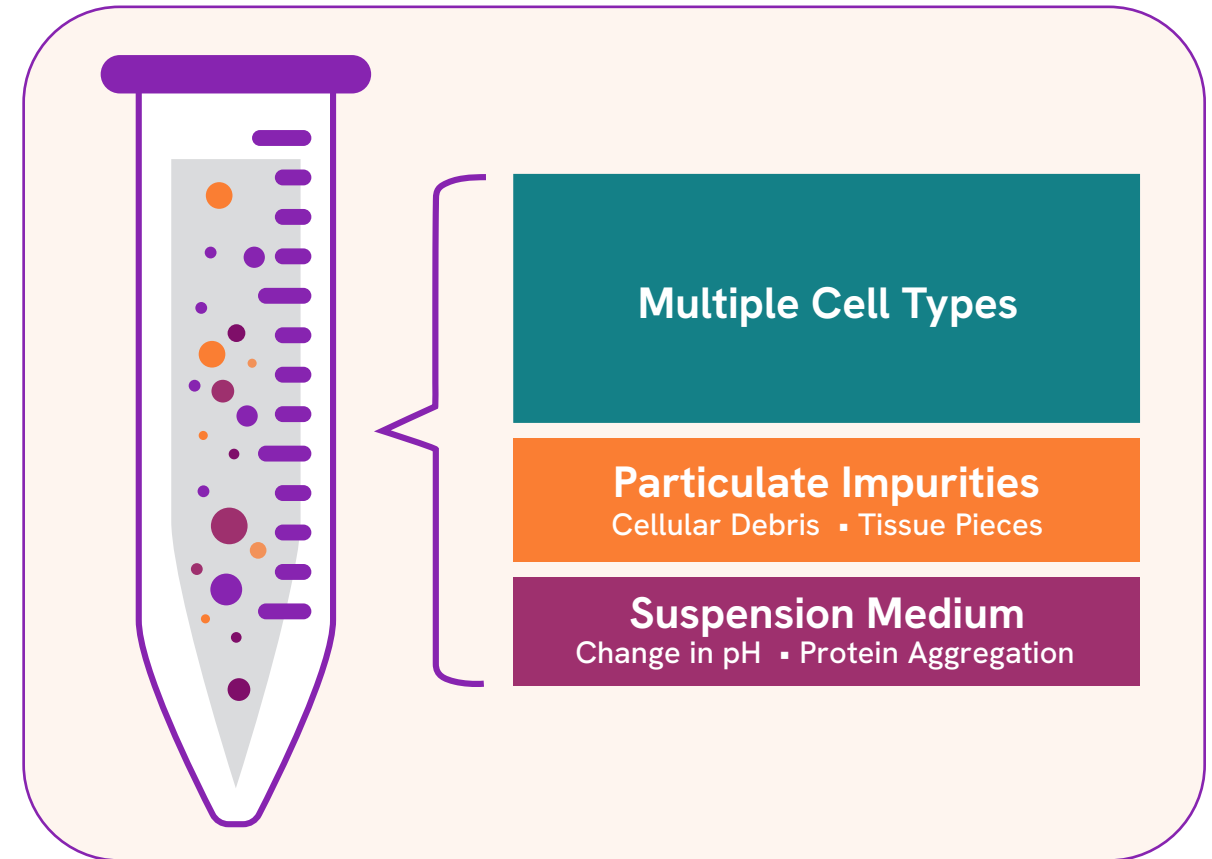 Multiple Cell Types
Particulate Impurities
Cellular Debris ▪ Tissue Pieces
Suspension Medium
Change in pH ▪ Protein Aggregation